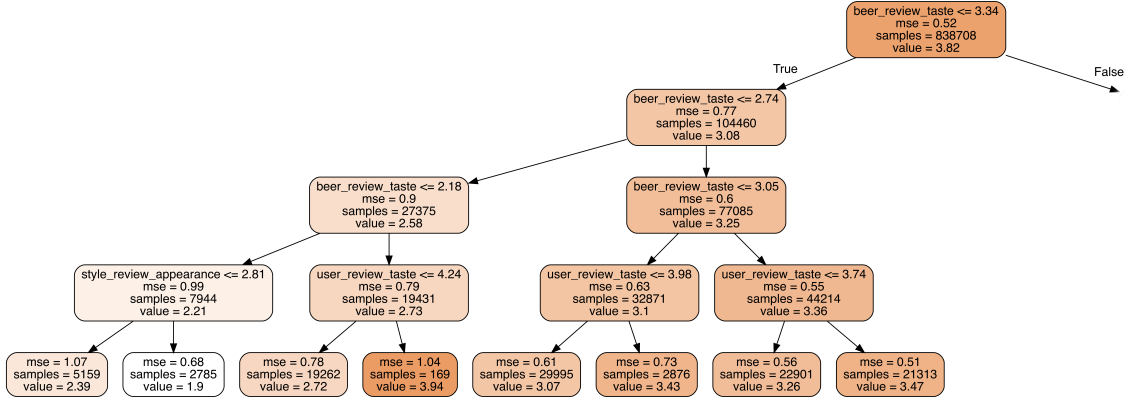 beer_review_taste <= 3.34
mse = 0.52
samples = 838708
value = 3.82
True
False
beer_review_taste <= 2.74
mse = 0.77
samples = 104460
value = 3.08
beer_review_taste <= 2.18
mse = 0.9
samples = 27375
value = 2.58
beer_review_taste <= 3.05
mse = 0.6
samples = 77085
value = 3.25
style_review_appearance <= 2.81
mse = 0.99
samples = 7944
value = 2.21
user_review_taste <= 4.24
mse = 0.79
samples = 19431
value = 2.73
user_review_taste <= 3.98
mse = 0.63
samples = 32871
value = 3.1
user_review_taste <= 3.74
mse = 0.55
samples = 44214
value = 3.36
mse = 1.07
samples = 5159
value = 2.39
mse = 0.68
samples = 2785
value = 1.9
mse = 0.78
samples = 19262
value = 2.72
mse = 1.04
samples = 169
value = 3.94
mse = 0.61
samples = 29995
value = 3.07
mse = 0.73
samples = 2876
value = 3.43
mse = 0.56
samples = 22901
value = 3.26
mse = 0.51
samples = 21313
value = 3.47